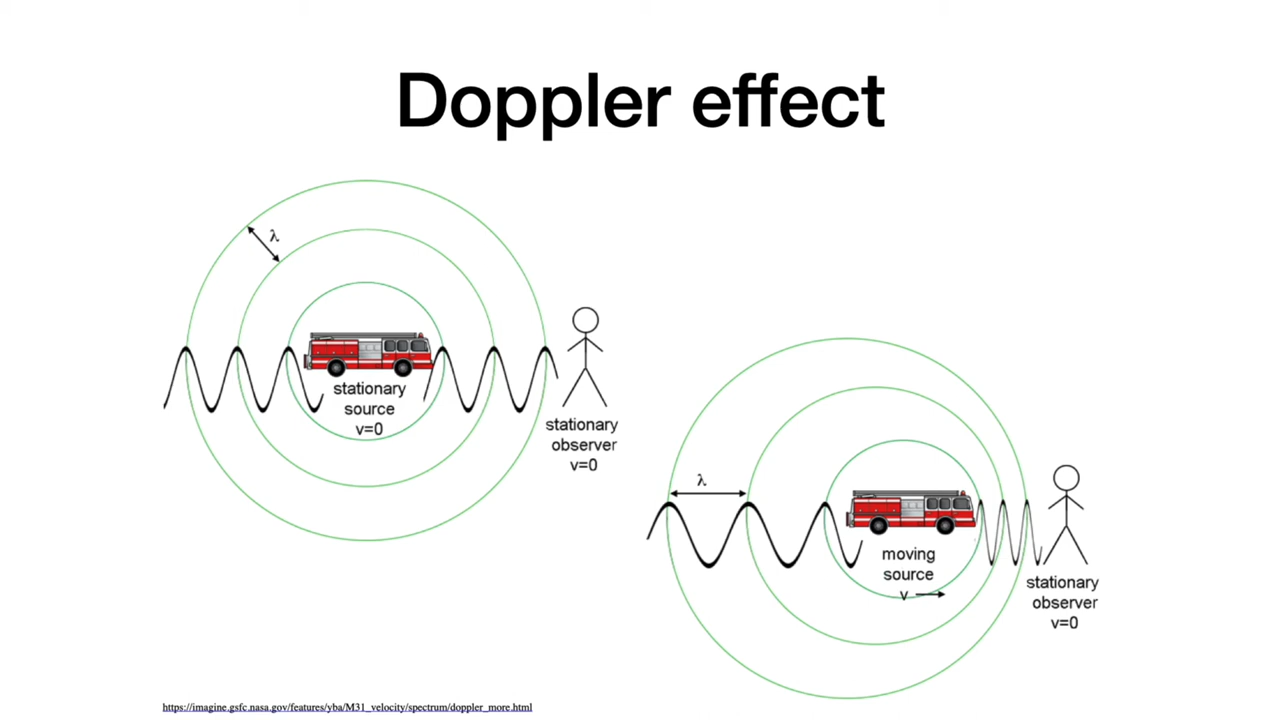 Doppler effect
λ
stationary
source
v=0
stationary
observer
v=0
λ
moving
source
v
stationary
observer
v=0
https://imagine.gsfc.nasa.gov/features/yba/M31_velocity/spectrum/doppler_more.html